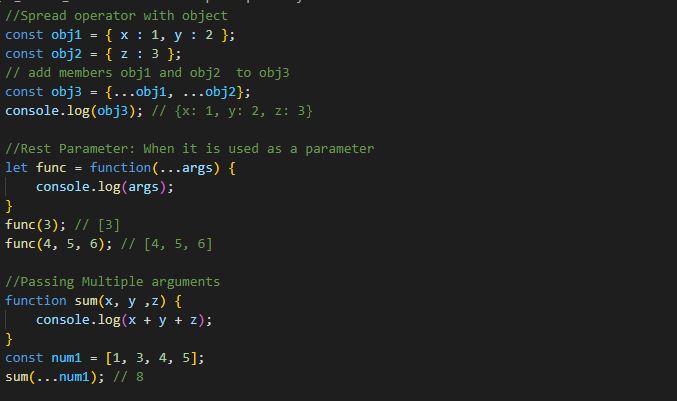 //Spread operator with object
const obj1 = { x : 1, y : 2 };
const obj2 = { z : 3 };
// add members obj1 and obj2  to obj3
const obj3 = {...obj1, ...obj2};
console.log(obj3); // {x: 1, y: 2, z: 3}

//Rest Parameter: When it is used as a parameter
let func = function(...args) {
    console.log(args);
}
func(3); // [3]
func(4, 5, 6); // [4, 5, 6]

//Passing Multiple arguments
function sum(x, y ,z) {
    console.log(x + y + z);
}
const num1 = [1, 3, 4, 5];
sum(...num1); // 8